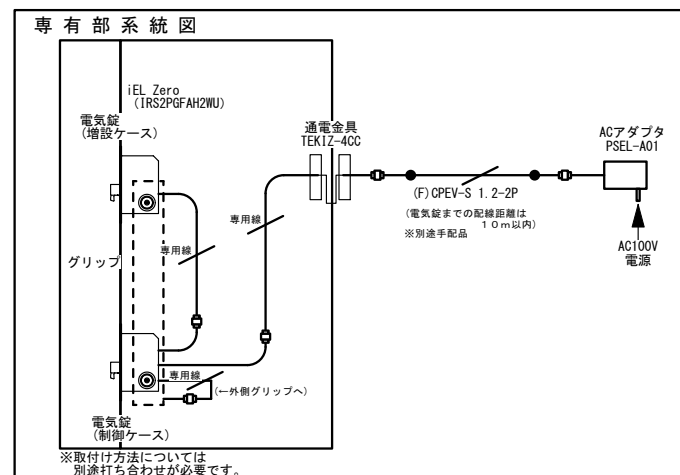 専有部系統図
iEL Zero
(IRS2PGFAH2WU)
電気錠
(増設ケース)
通電金具
TEKIZ-4CC
ACアダプタ
PSEL-A01
(F)CPEV-S 1.2-2P
(電気錠までの配線距離は
10m以内)
※別途手配品
専用線
専用線
グリップ
AC100V
電源
専用線
(←外側グリップへ)
電気錠
(制御ケース)
※取付け方法については
別途打ち合わせが必要です。